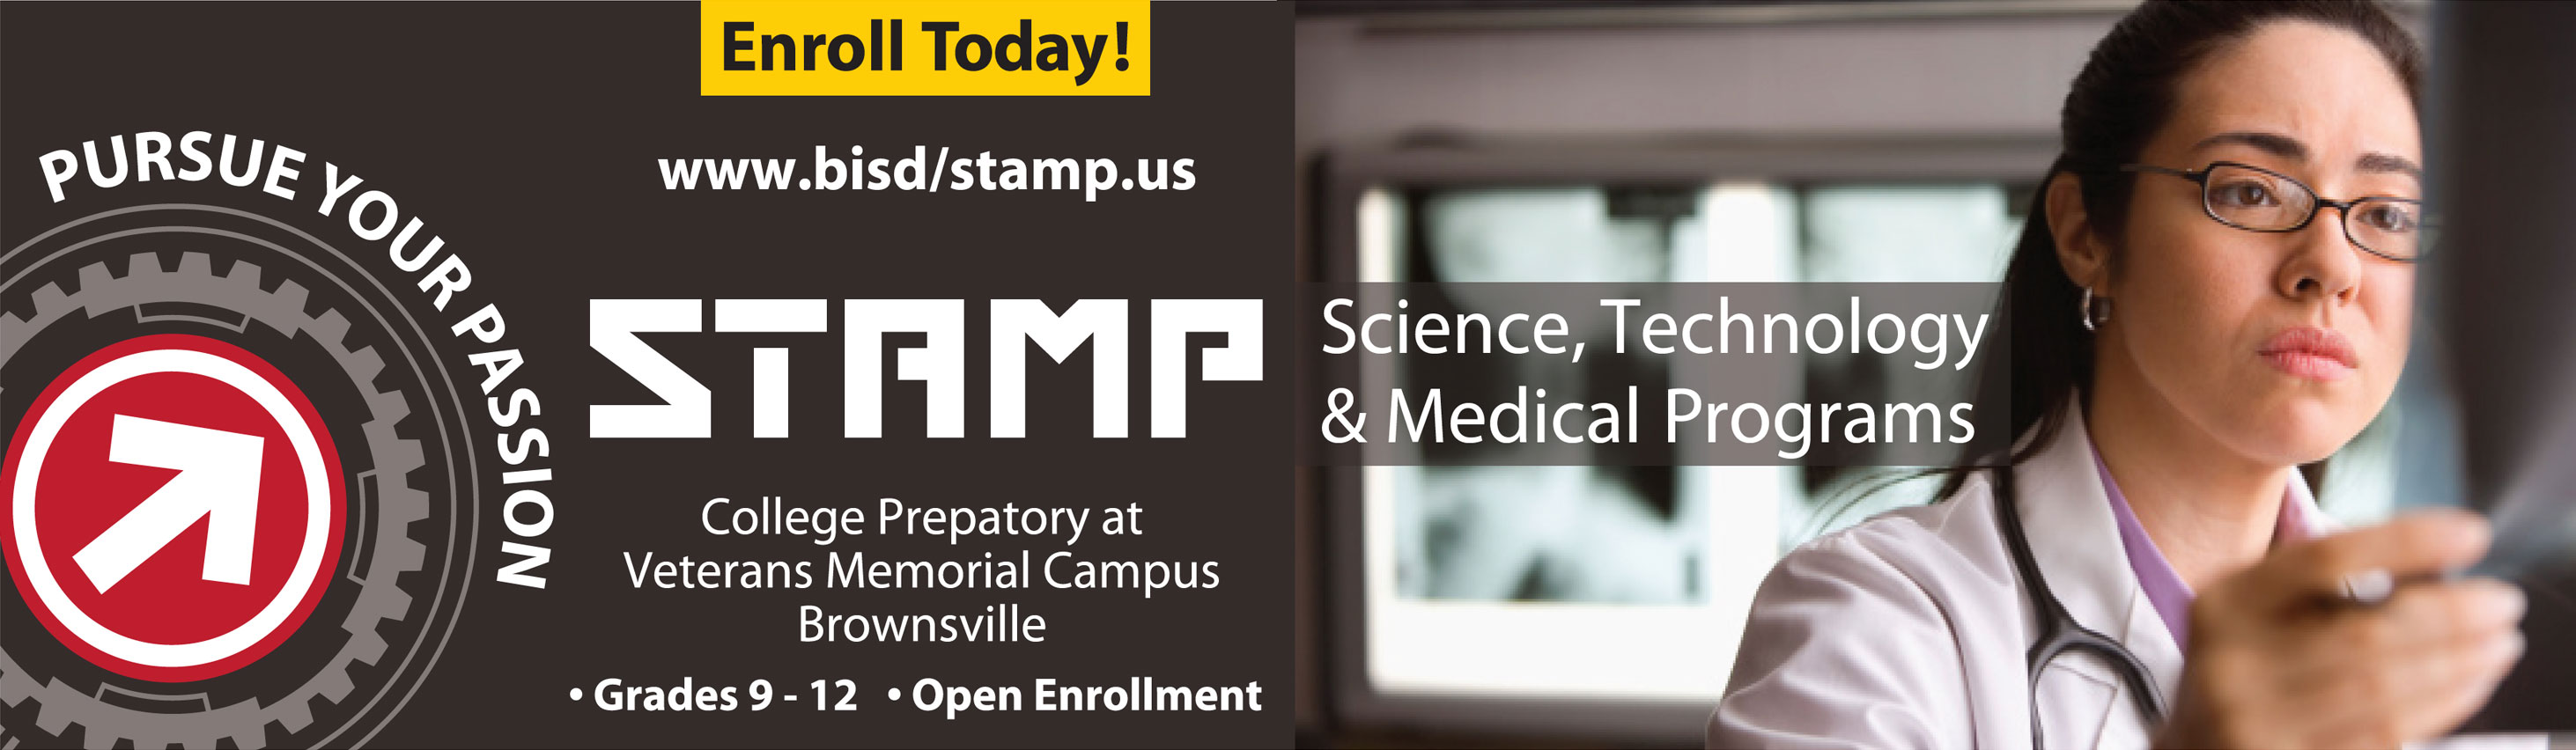 Enroll Today!
www.bisd/stamp.us
PURSUE YOUR PASSION
STAMP
Science, Technology
& Medical Programs
College Prepatory at
Veterans Memorial Campus
Brownsville
• Grades 9 - 12 • Open Enrollment